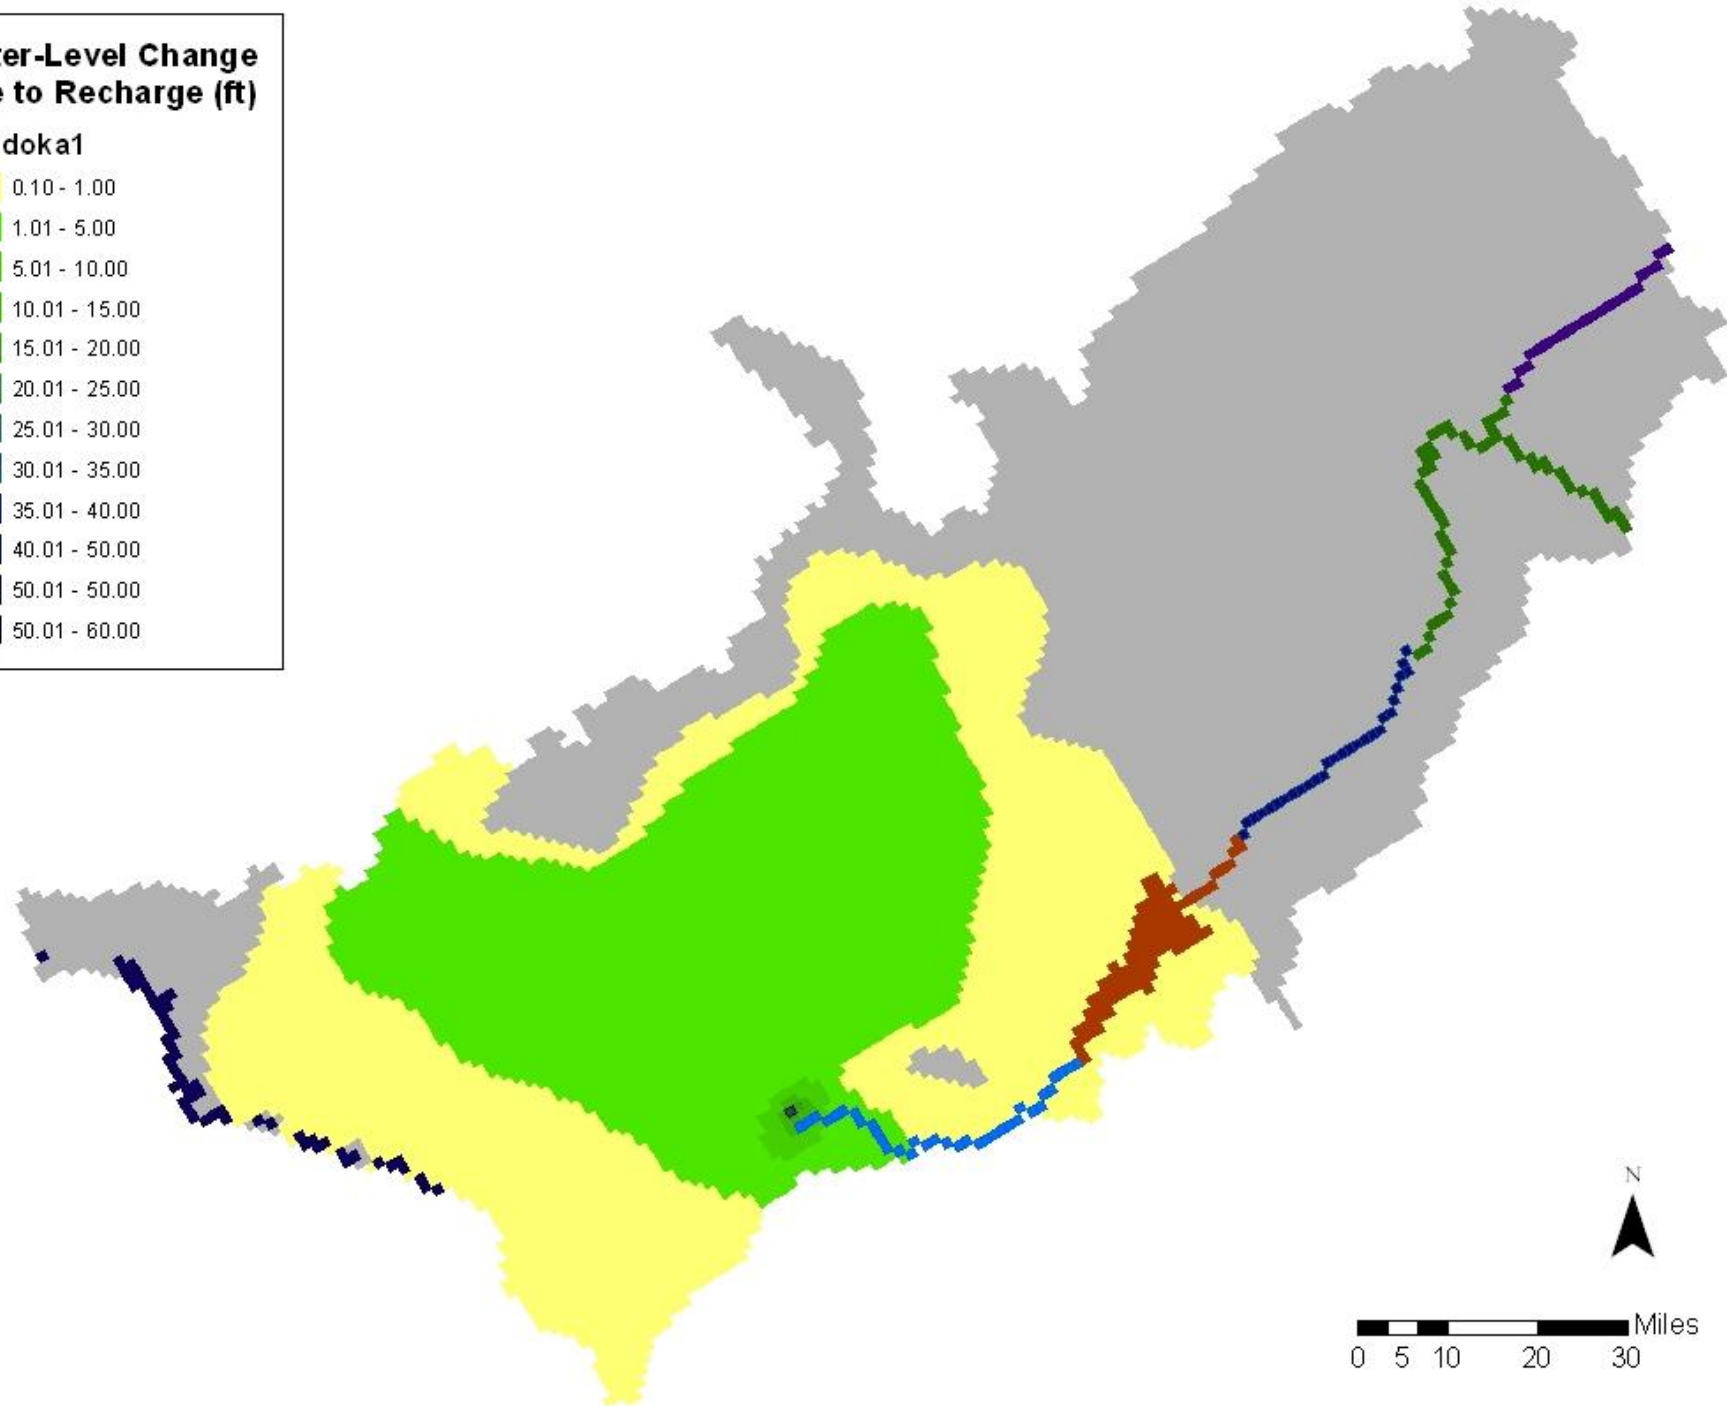 ter-Level Change
e to Recharge (ft)
doka1
0.10 - 1.00
1.01 - 5.00
5.01 - 10.00
10.01 - 15.00
15.01 - 20.00
20.01 - 25.00
25.01 - 30.00
30.01 - 35.00
35.01 - 40.00
40.01 - 50.00
50.01 - 50.00
50.01 - 60.00
N
Miles
0 5 10 20 30